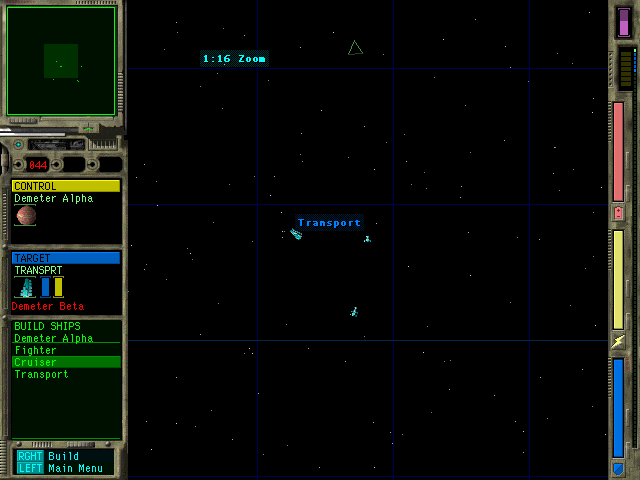 1:16 Zoom
044
CONTROL
Demeter Alpha
Transport
TARGET
TRANSPRT
Demeter Beta
BUILD SHIPS
Demeter Alpha
Fighter
Cruiser
Transport
RGHT Build
LEFT Main Menu